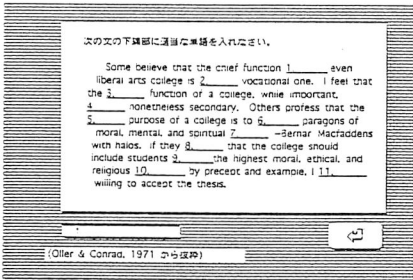 次の文の下線部に適当な単語を入れなさい。
Some believe that the chief function 1______ even
liberal arts college is 2______ vocational one. I feel that
the 3______ function of a college, while important,
4______ nonetheless secondary. Others profess that the
5______ purpose of a college is to 6______ paragons of
moral, mental, and spiritual 7______ -Bernar Macfaddens
with halos. If they 8______ that the college should
include students 9______ the highest moral, ethical, and
religious 10______ by precept and example, I 11______
willing to accept the thesis.
(Oller & Conrad, 1971 から抜粋)